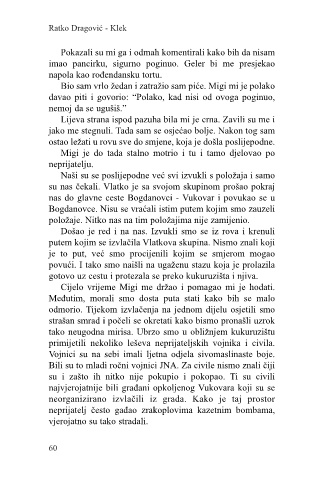 Ratko Dragović - Klek
Pokazali su mi ga i odmah komentirali kako bih da nisam
imao pancirku, sigurno poginuo. Geler bi me presjekao
napola kao rođendansku tortu.
Bio sam vrlo žedan i zatražio sam piće. Migi mi je polako
davao piti i govorio: “Polako, kad nisi od ovoga poginuo,
nemoj da se ugušiš.”
Lijeva strana ispod pazuha bila mi je crna. Zavili su me i
jako me stegnuli. Tada sam se osjećao bolje. Nakon tog sam
ostao ležati u rovu sve do smjene, koja je došla poslijepodne.
Migi je do tada stalno motrio i tu i tamo djelovao po
neprijatelju.
Naši su se poslijepodne već svi izvukli s položaja i samo
su nas čekali. Vlatko je sa svojom skupinom prošao pokraj
nas do glavne ceste Bogdanovci - Vukovar i povukao se u
Bogdanovce. Nisu se vraćali istim putem kojim smo zauzeli
položaje. Nitko nas na tim položajima nije zamijenio.
Došao je red i na nas. Izvukli smo se iz rova i krenuli
putem kojim se izvlačila Vlatkova skupina. Nismo znali koji
je to put, već smo procijenili kojim se smjerom mogao
povući. I tako smo naišli na ugaženu stazu koja je prolazila
gotovo uz cestu i protezala se preko kukuruzišta i njiva.
Cijelo vrijeme Migi me držao i pomagao mi je hodati.
Međutim, morali smo dosta puta stati kako bih se malo
odmorio. Tijekom izvlačenja na jednom dijelu osjetili smo
strašan smrad i počeli se okretati kako bismo pronašli uzrok
tako neugodna mirisa. Ubrzo smo u obližnjem kukuruzištu
primijetili nekoliko leševa neprijateljskih vojnika i civila.
Vojnici su na sebi imali ljetna odjela sivomaslinaste boje.
Bili su to mladi ročni vojnici JNA. Za civile nismo znali čiji
su i zašto ih nitko nije pokupio i pokopao. Ti su civili
najvjerojatnije bili građani opkoljenog Vukovara koji su se
neorganizirano izvlačili iz grada. Kako je taj prostor
neprijatelj često gađao zrakoplovima kazetnim bombama,
vjerojatno su tako stradali.
60